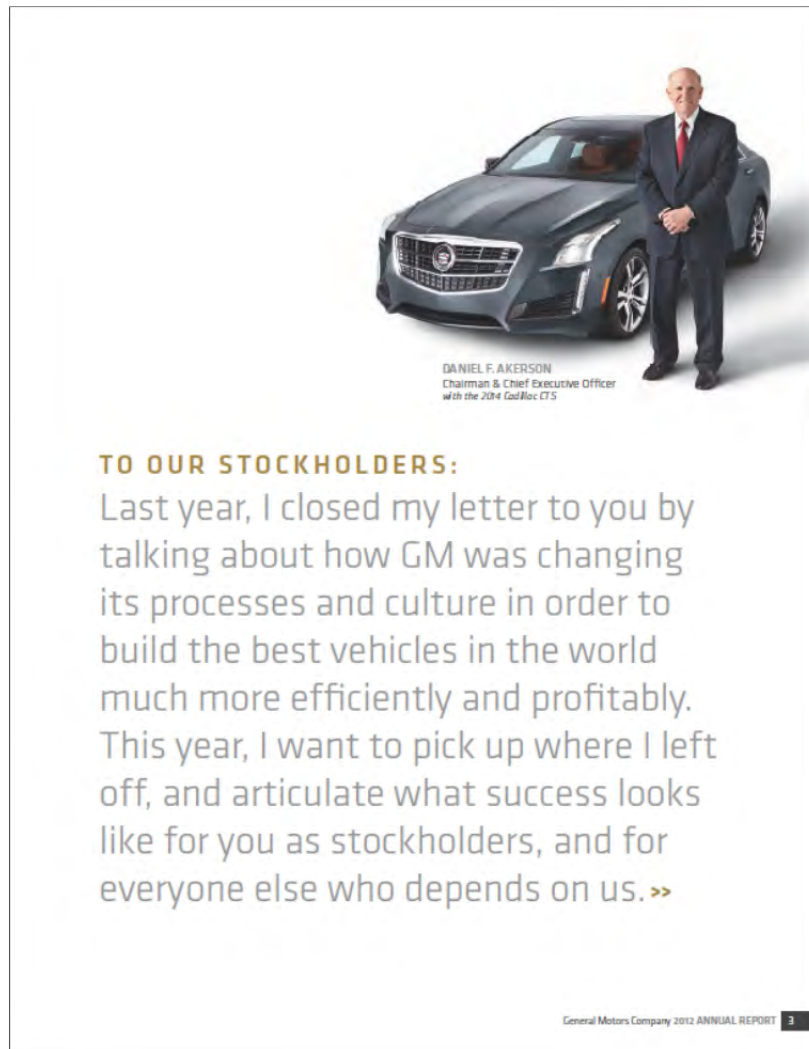 DANIEL F. AKERSON
Chairman & Chief Executive Officer
with the 2014 Cadillac CTS
TO OUR STOCKHOLDERS:
Last year, I closed my letter to you by
talking about how GM was changing
its processes and culture in order to
build the best vehicles in the world
much more efficiently and profitably.
This year, I want to pick up where I left
off, and articulate what success looks
like for you as stockholders, and for
everyone else who depends on us. >>
General Motors Company 2012 ANNUAL REPORT 3